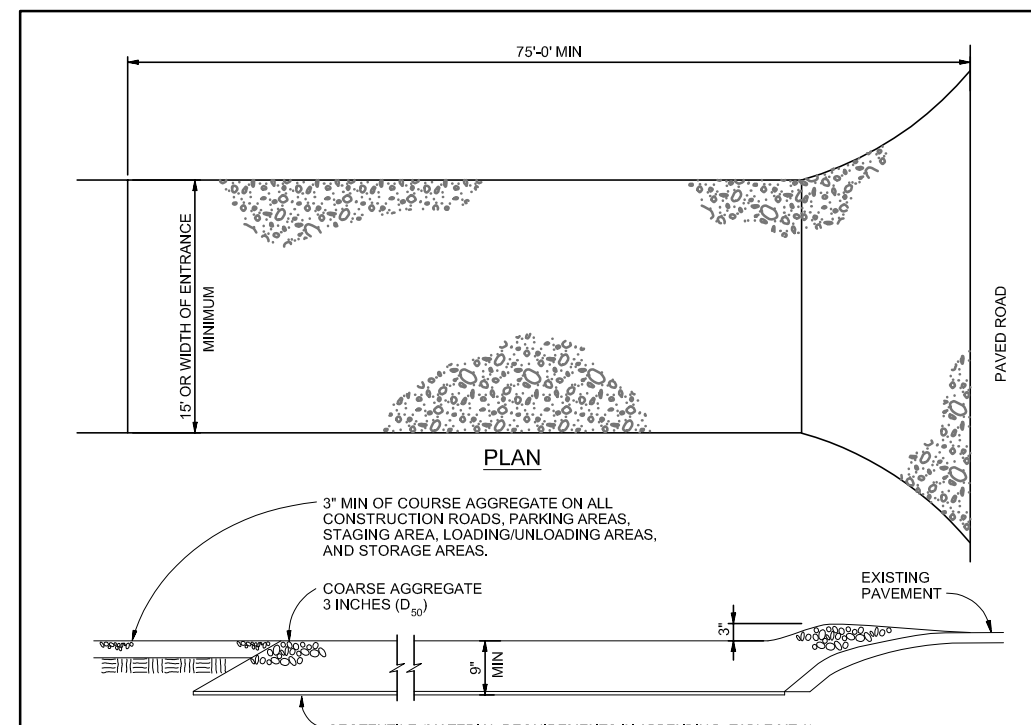 75'-0' MIN
15' OR WIDTH OF ENTRANCE
MINIMUM
PAVED ROAD
PLAN
3" MIN OF COURSE AGGREGATE ON ALL
CONSTRUCTION ROADS, PARKING AREAS,
STAGING AREA, LOADING/UNLOADING AREAS,
AND STORAGE AREAS.
COARSE AGGREGATE
3 INCHES (D50)
EXISTING
PAVEMENT
3"
9"
MIN